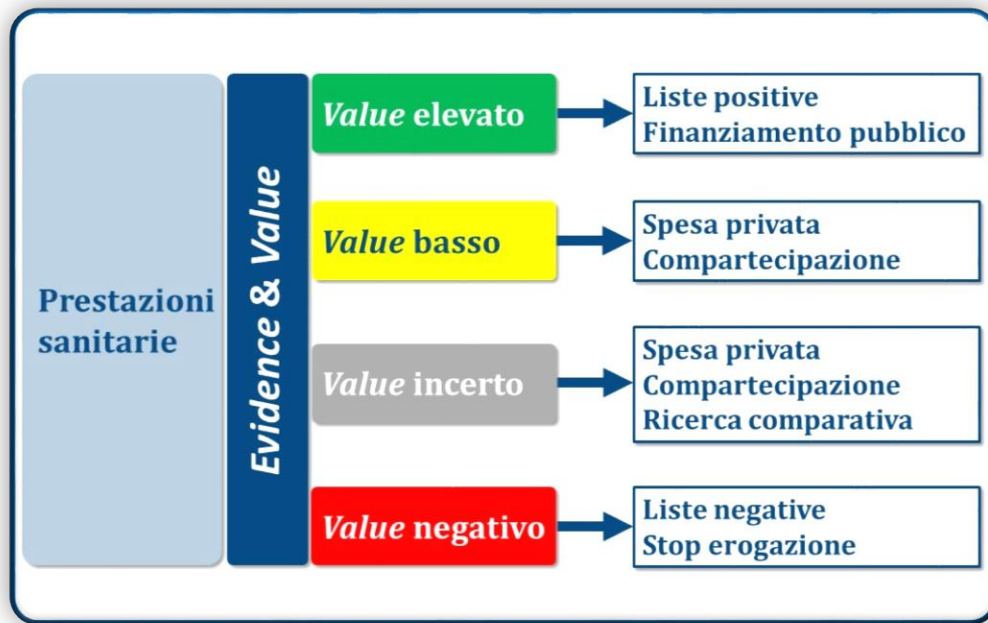 Prestazioni
sanitarie
Evidence & Value
Value elevato
Liste positive
Finanziamento pubblico
Value basso
Spesa privata
Compartecipazione
Value incerto
Spesa privata
Compartecipazione
Ricerca comparativa
Value negativo
Liste negative
Stop erogazione